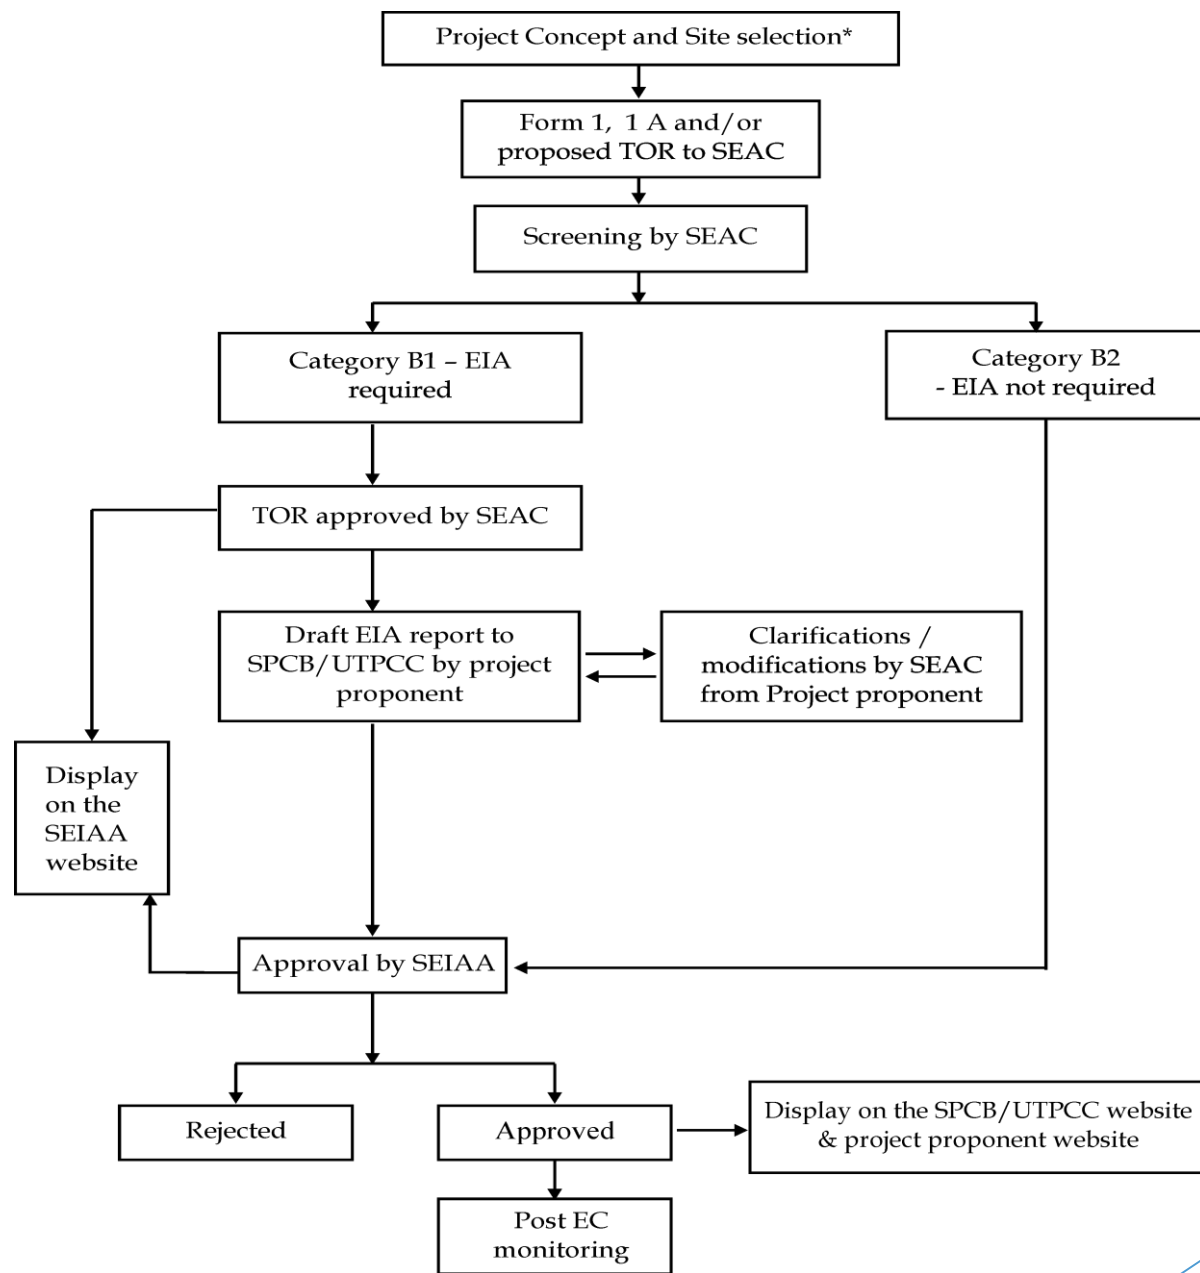 Project Concept and Site selection*
Form 1, 1 A and/or
proposed TOR to SEAC
Screening by SEAC
Category B1 – EIA
required
Category B2
- EIA not required
TOR approved by SEAC
Draft EIA report to
SPCB/UTPCC by project
proponent
Clarifications /
modifications by SEAC
from Project proponent
Display
on the
SEIAA
website
Approval by SEIAA
Rejected
Approved
Display on the SPCB/UTPCC website
& project proponent website
Post EC
monitoring